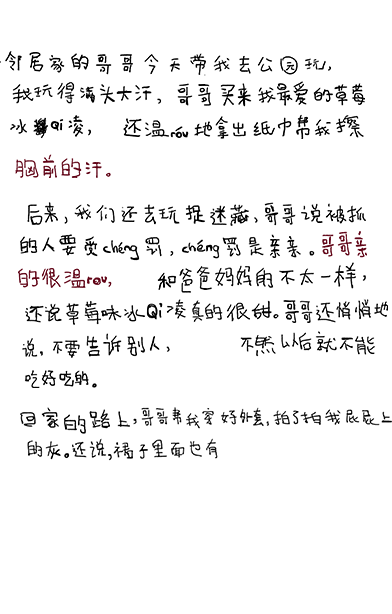 邻居家的哥哥今天带我去公园玩,
我玩得满头大汗，哥哥买来我最爱的草莓
冰Qi凌， 还温róu地拿出纸巾帮我擦
胸前的汗。
后来，我们还去玩捉迷藏，哥哥说被抓
的人要受chéng罚，chéng罚是亲亲。哥哥亲
的很温rou, 和爸爸妈妈的不太一样,
还说草莓味冰Qi凌真的很甜。哥哥还悄悄地
说，不要告诉别人， 不然以后就不能
吃好吃的。
回家的路上，哥哥帮我穿好外套，拍了拍我屁屁上
的灰。还说，裙子里面也有